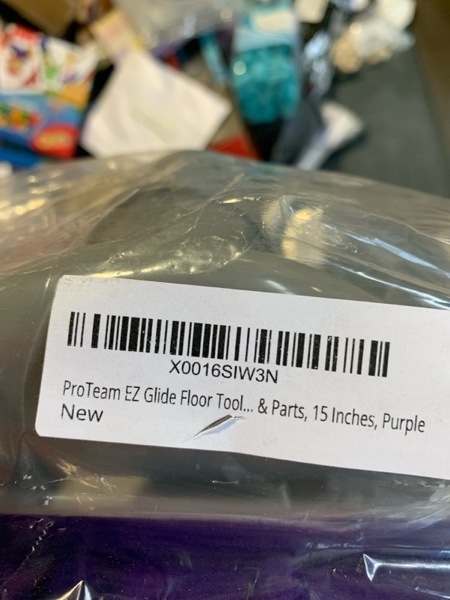 X0016SIW3N
ProTeam EZ Glide Floor Tool... & Parts, 15 Inches, Purple
New